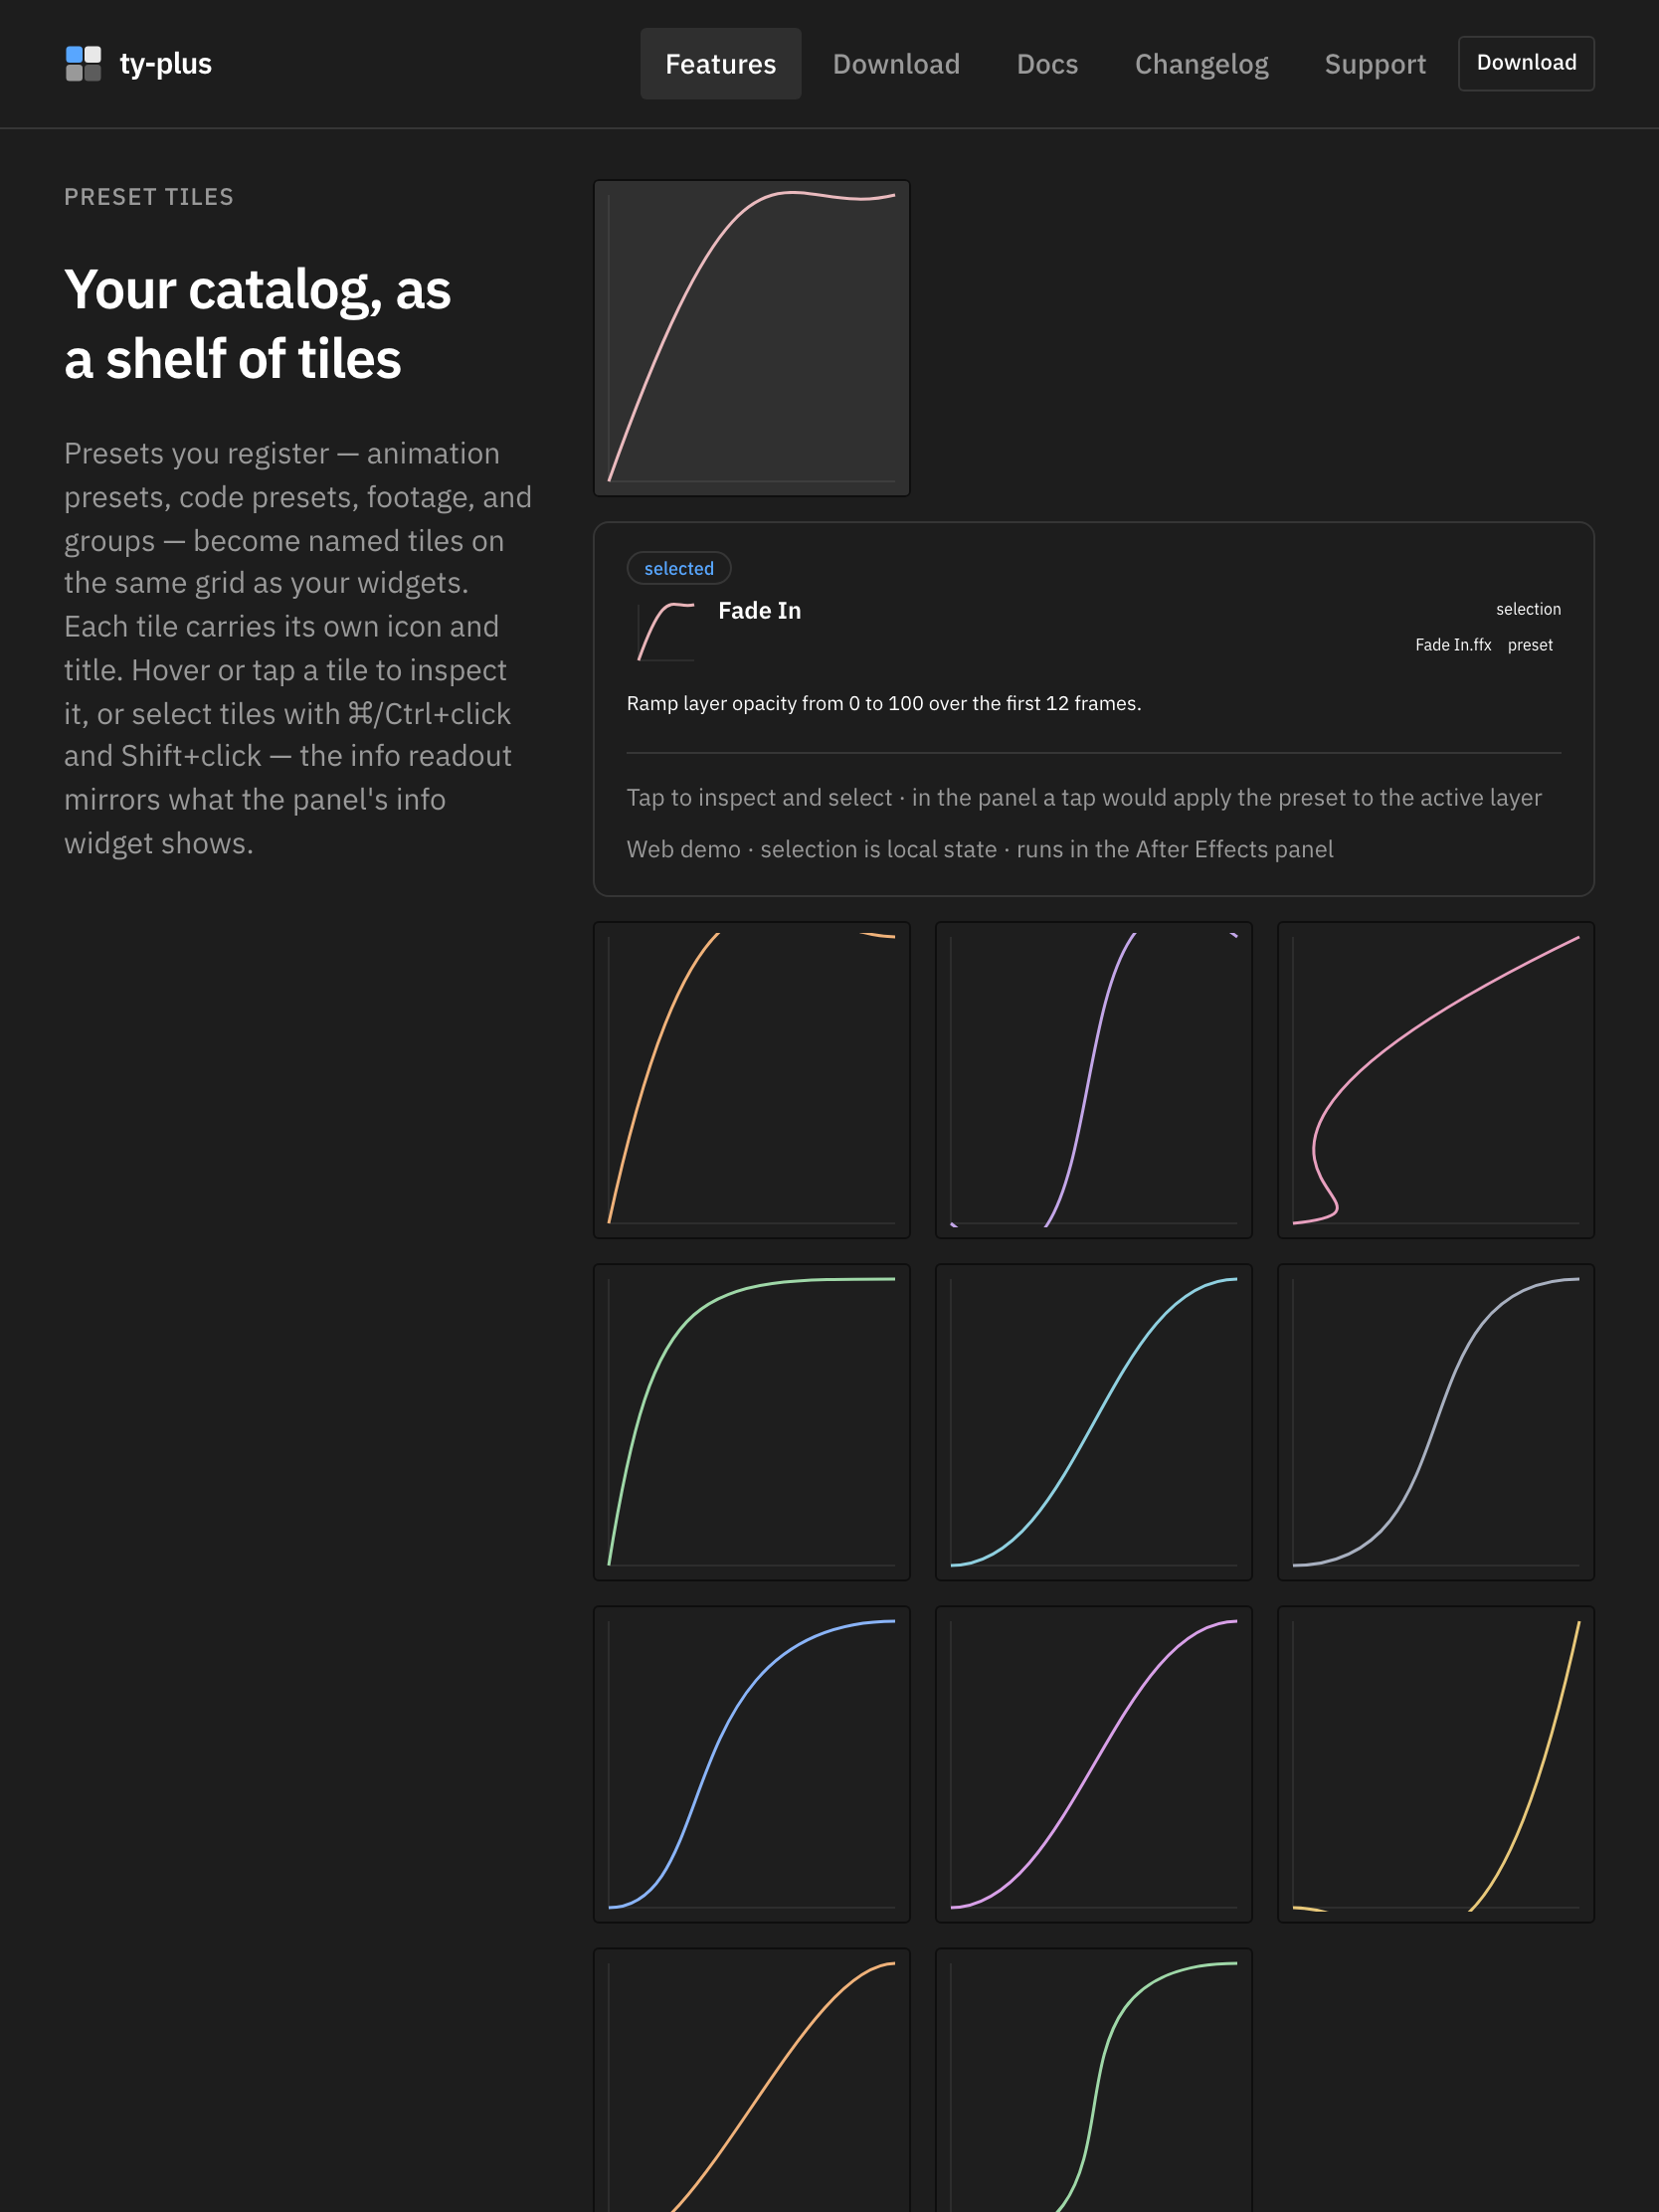 ty-plus
Features
Download
Docs
Changelog
Support
Download
PRESET TILES
Your catalog, as
a shelf of tiles
Presets you register — animation
presets, code presets, footage, and
groups — become named tiles on
the same grid as your widgets.
Each tile carries its own icon and
title. Hover or tap a tile to inspect
it, or select tiles with ⌘/Ctrl+click
and Shift+click — the info readout
mirrors what the panel's info
widget shows.
selected
Fade In
selection
Fade In.ffx preset
Ramp layer opacity from 0 to 100 over the first 12 frames.
Tap to inspect and select · in the panel a tap would apply the preset to the active layer
Web demo · selection is local state · runs in the After Effects panel